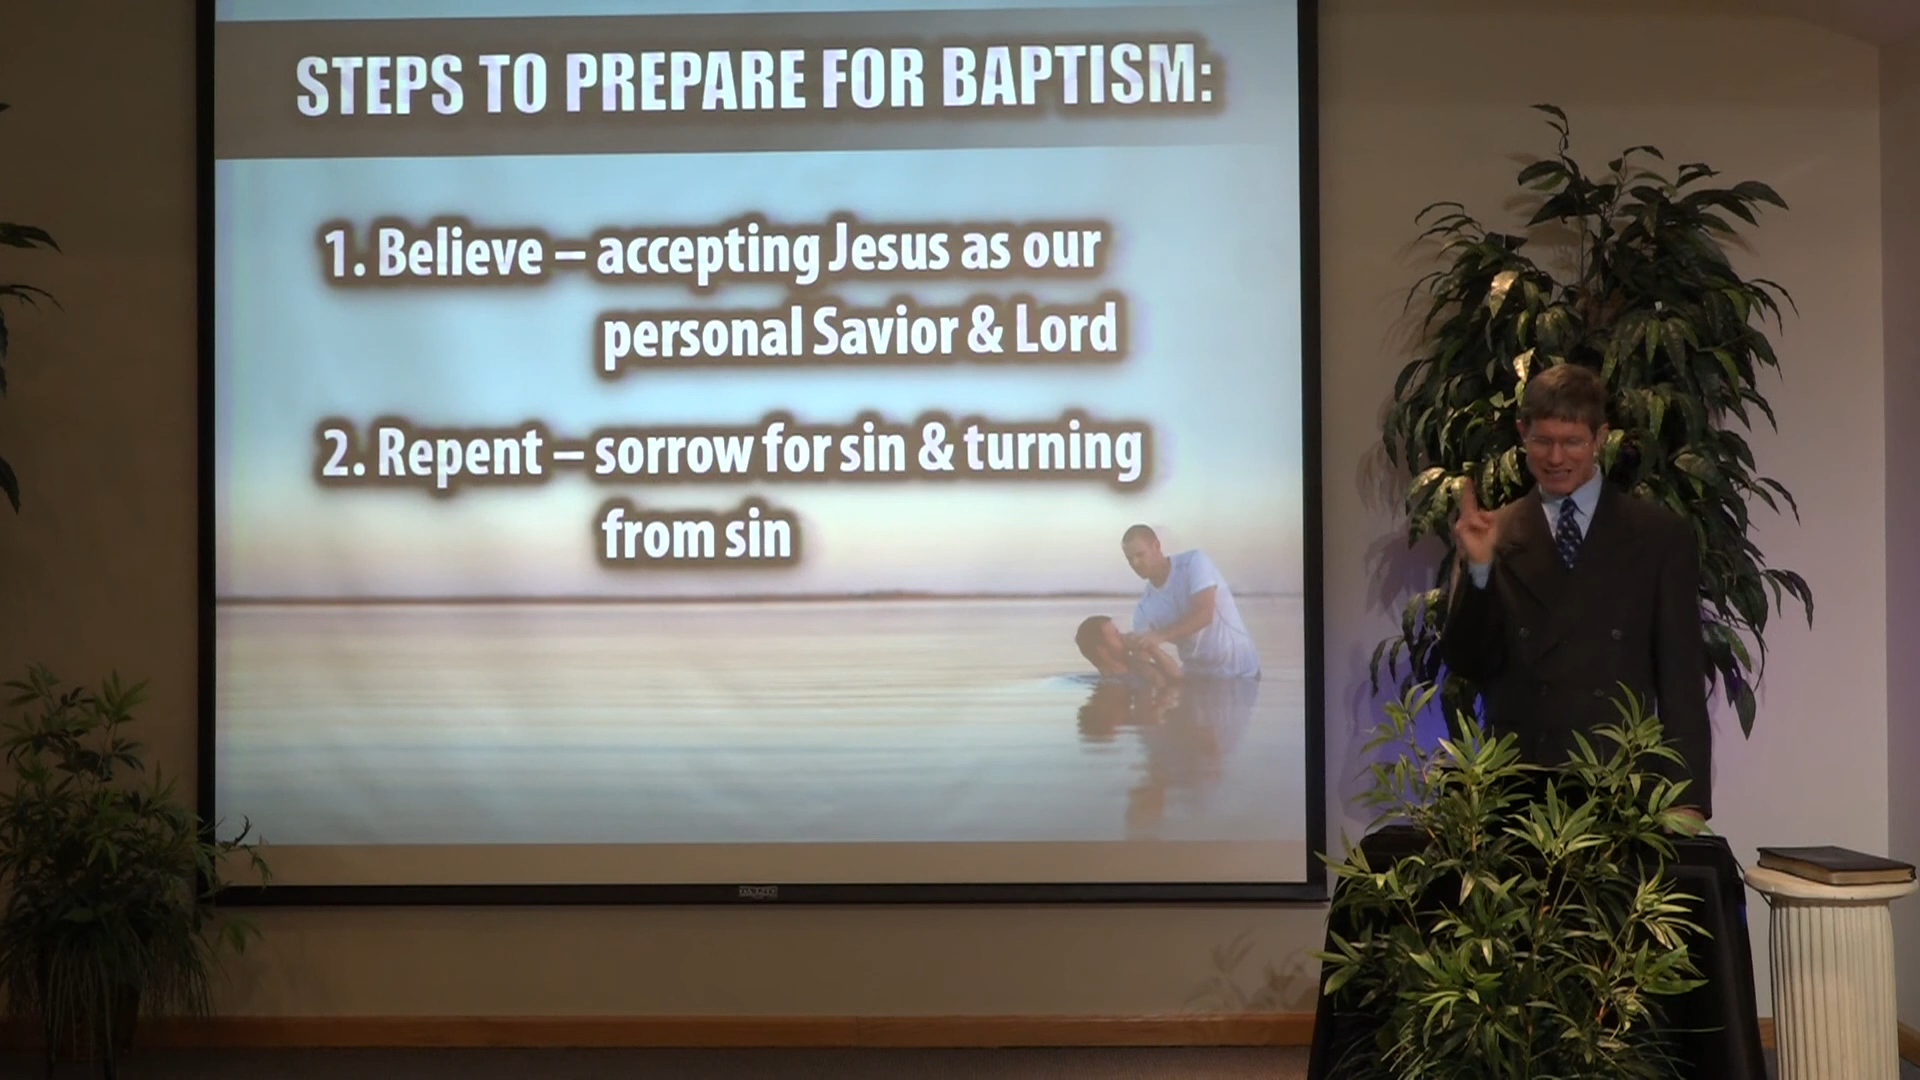 STEPS TO PREPARE FOR BAPTISM:
1. Believe – accepting Jesus as our
personal Savior & Lord
2. Repent – sorrow for sin & turning
from sin